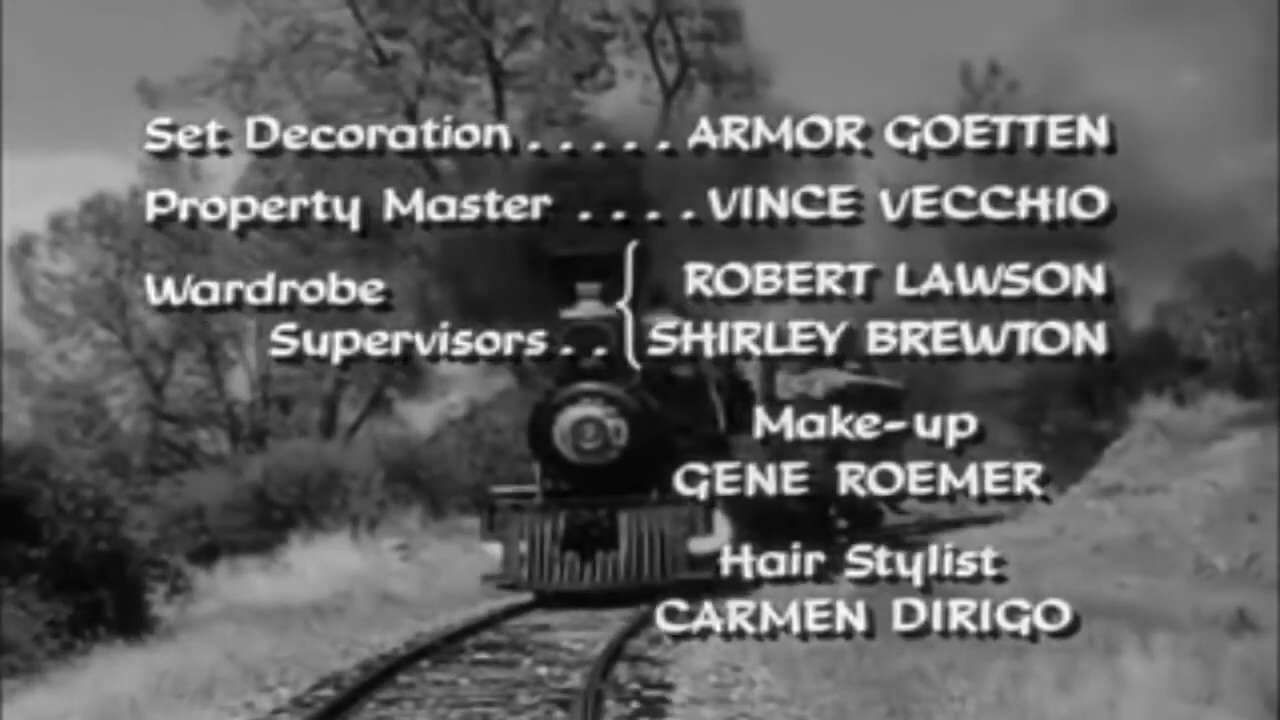 Set Decoration . . . . . ARMOR GOETTEN
Property Master . . . . VINCE VECCHIO
Wardrobe
Supervisors . . { ROBERT LAWSON
SHIRLEY BREWTON
Make-up
GENE ROEMER
Hair Stylist
CARMEN DIRIGO